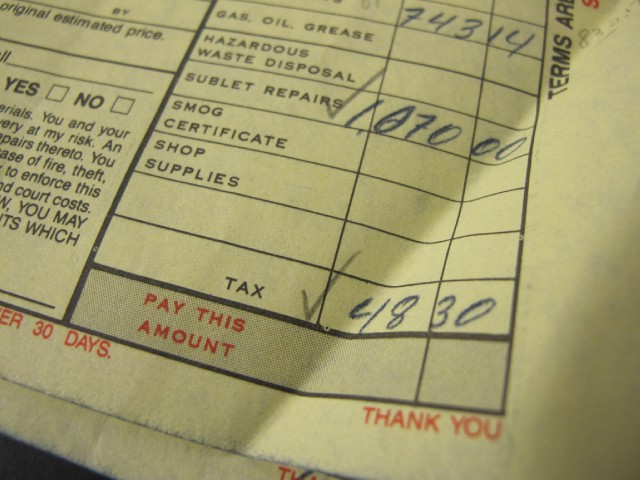 BY
original estimated price.
YES NO
erials. You and your
very at my risk. An
pairs thereto. You
ase of fire, theft,
to enforce this
nd court costs.
W, YOU MAY
NTS WHICH
ER 30 DAYS.
GAS, OIL, GREASE 743 14
HAZARDOUS
WASTE DISPOSAL
SUBLET REPAIRS 1,070 00
SMOG
CERTIFICATE
SHOP
SUPPLIES
TAX 48 30
PAY THIS
AMOUNT
THANK YOU
TERMS ARE